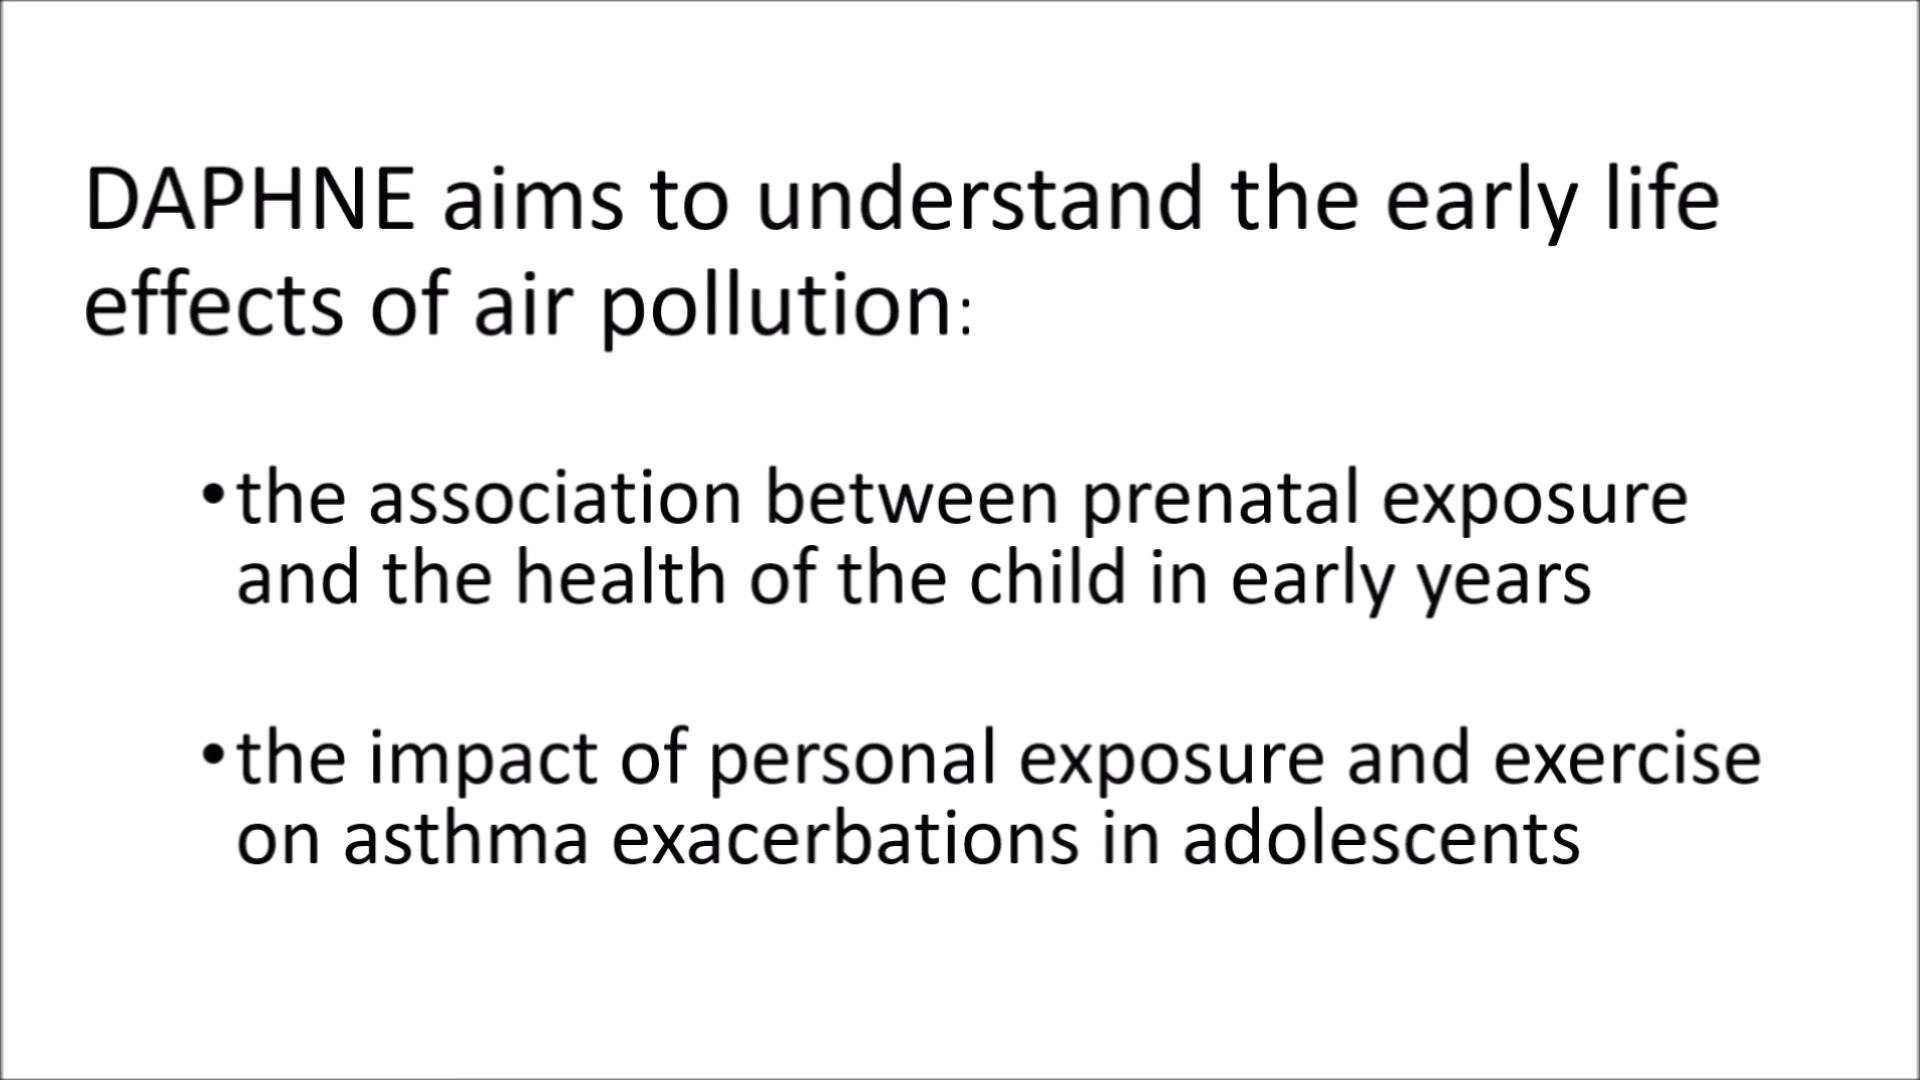 DAPHNE aims to understand the early life
effects of air pollution:
•the association between prenatal exposure
and the health of the child in early years
•the impact of personal exposure and exercise
on asthma exacerbations in adolescents